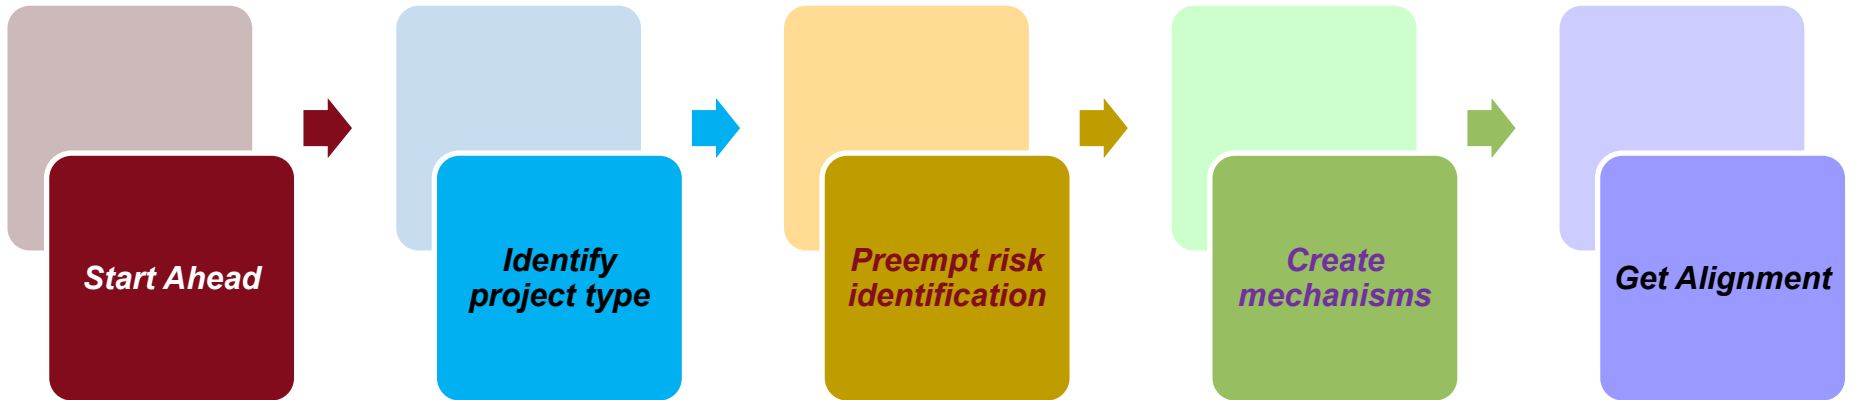 Start Ahead
Identify
project type
Preempt risk
identification
Create
mechanisms
Get Alignment